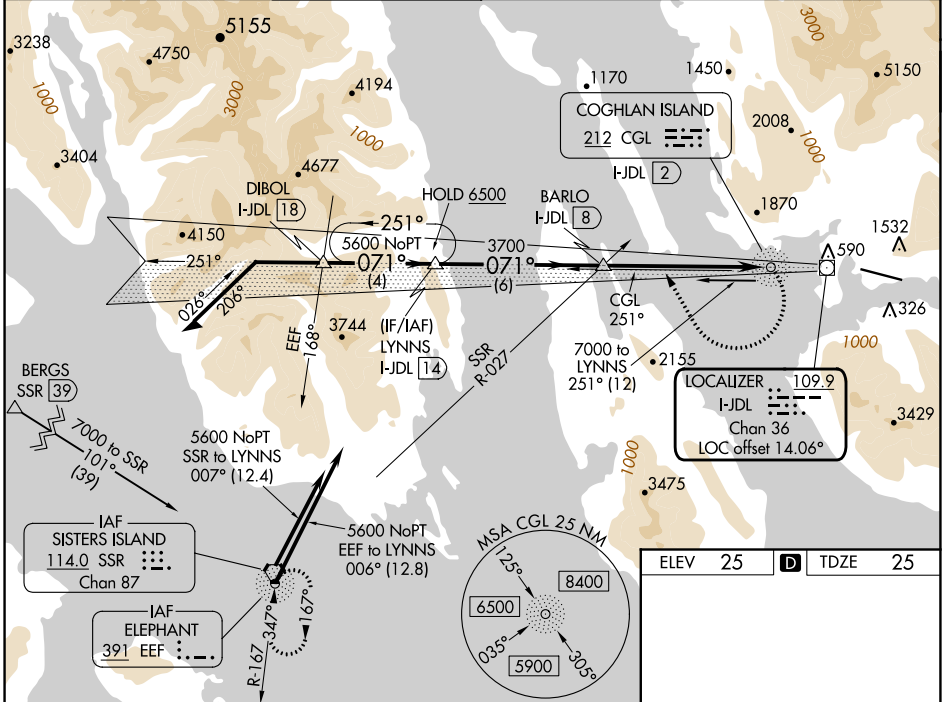 5155
3238
4750
1000
3000
4194
1000
3404
4677
1170
1450
3000
5150
COGHLAN ISLAND
212 CGL
I-JDL 2
2008
1000
DIBOL
I-JDL 18
HOLD 6500
BARLO
I-JDL 8
1870
1532
4150
251°
5600 NoPT
3700
590
251°
071°
(4)
071°
(6)
026°
206°
326
EEF
168°
3744
(IF/IAF)
LYNNS
I-JDL 14
SSR
R-027
CGL
251°
7000 to
LYNNS
251° (12)
2155
1000
BERGS
SSR 39
7000 to SSR
101°
(39)
LOCALIZER 109.9
I-JDL
Chan 36
LOC offset 14.06°
3429
5600 NoPT
SSR to LYNNS
007° (12.4)
1000
3475
5600 NoPT
EEF to LYNNS
006° (12.8)
IAF
SISTERS ISLAND
114.0 SSR
Chan 87
MSA CGL 25 NM
125°
8400
6500
035°
5900
305°
IAF
ELEPHANT
391 EEF
347°
167°
R-167
ELEV 25 D TDZE 25